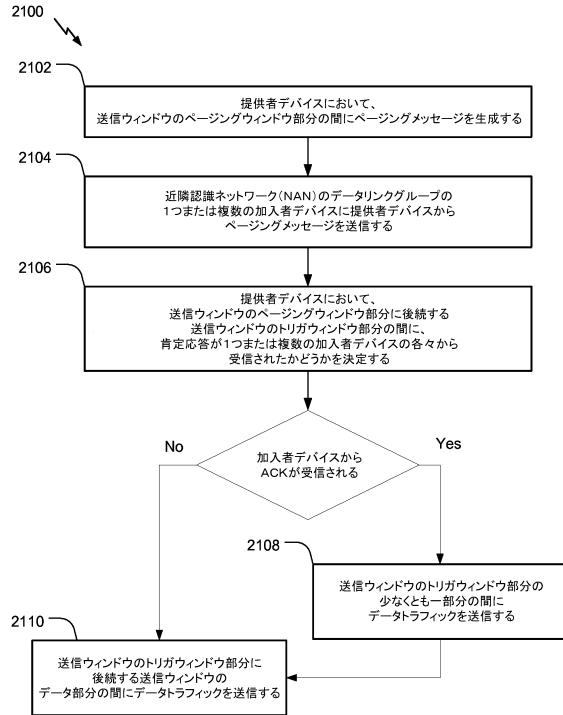 2100
2102
提供者デバイスにおいて、
送信ウィンドウのページングウィンドウ部分の間にページングメッセージを生成する
2104
近隣認識ネットワーク(NAN)のデータリンクグループの
1つまたは複数の加入者デバイスに提供者デバイスから
ページングメッセージを送信する
2106
提供者デバイスにおいて、
送信ウィンドウのページングウィンドウ部分に後続する
送信ウィンドウのトリガウィンドウ部分の間に、
肯定応答が1つまたは複数の加入者デバイスの各々から
受信されたかどうかを決定する
加入者デバイスから
ACKが受信される
No
Yes
2108
送信ウィンドウのトリガウィンドウ部分の
少なくとも一部分の間に
データトラフィックを送信する
2110
送信ウィンドウのトリガウィンドウ部分に
後続する送信ウィンドウの
データ部分の間にデータトラフィックを送信する